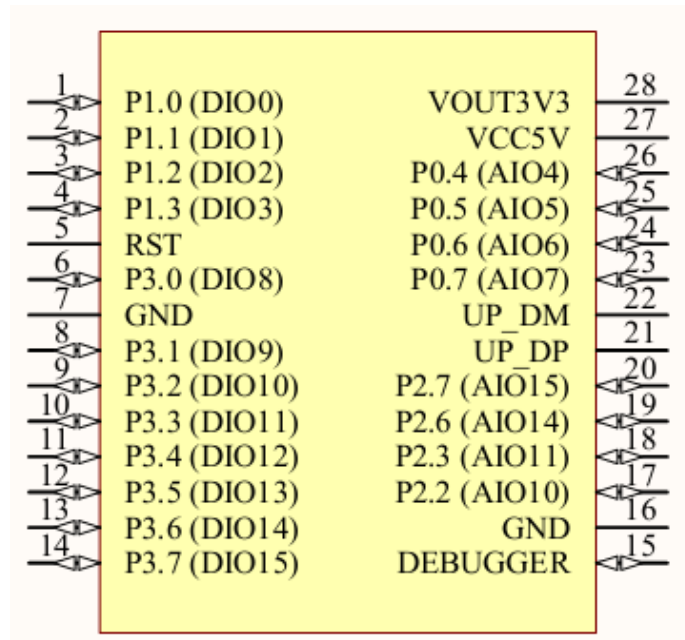 1 P1.0 (DIO0) VOUT3V3 28
2 P1.1 (DIO1) VCC5V 27
3 P1.2 (DIO2) P0.4 (AIO4) 26
4 P1.3 (DIO3) P0.5 (AIO5) 25
5 RST P0.6 (AIO6) 24
6 P3.0 (DIO8) P0.7 (AIO7) 23
7 GND UP_DM 22
8 P3.1 (DIO9) UP_DP 21
9 P3.2 (DIO10) P2.7 (AIO15) 20
10 P3.3 (DIO11) P2.6 (AIO14) 19
11 P3.4 (DIO12) P2.3 (AIO11) 18
12 P3.5 (DIO13) P2.2 (AIO10) 17
13 P3.6 (DIO14) GND 16
14 P3.7 (DIO15) DEBUGGER 15